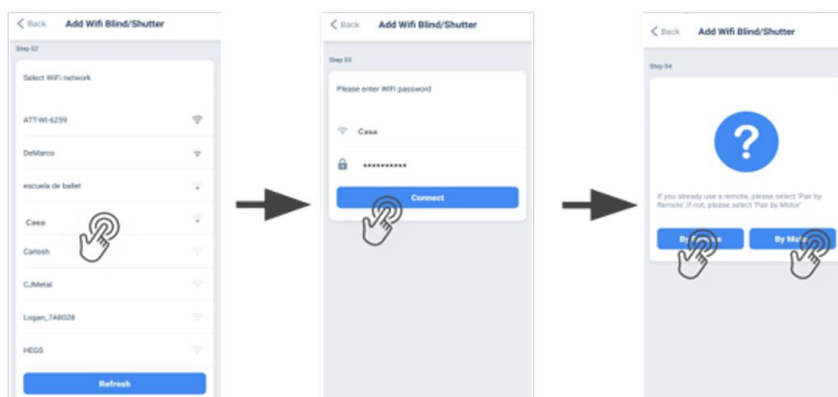 Back Add Wifi Blind/Shutter
Step 02
Select WiFi network
ATT-WI-6259
DeMarco
escuela de ballet
Casa
Carlosh
CJMetal
Logan_7A8028
HEGS
Refresh
Back Add Wifi Blind/Shutter
Step 03
Please enter WiFi password
Casa
**********
Connect
Back Add Wifi Blind/Shutter
Step 04
?
If you already use a remote, please select 'Pair by
Remote'.If not, please select 'Pair by Motor'
By
By